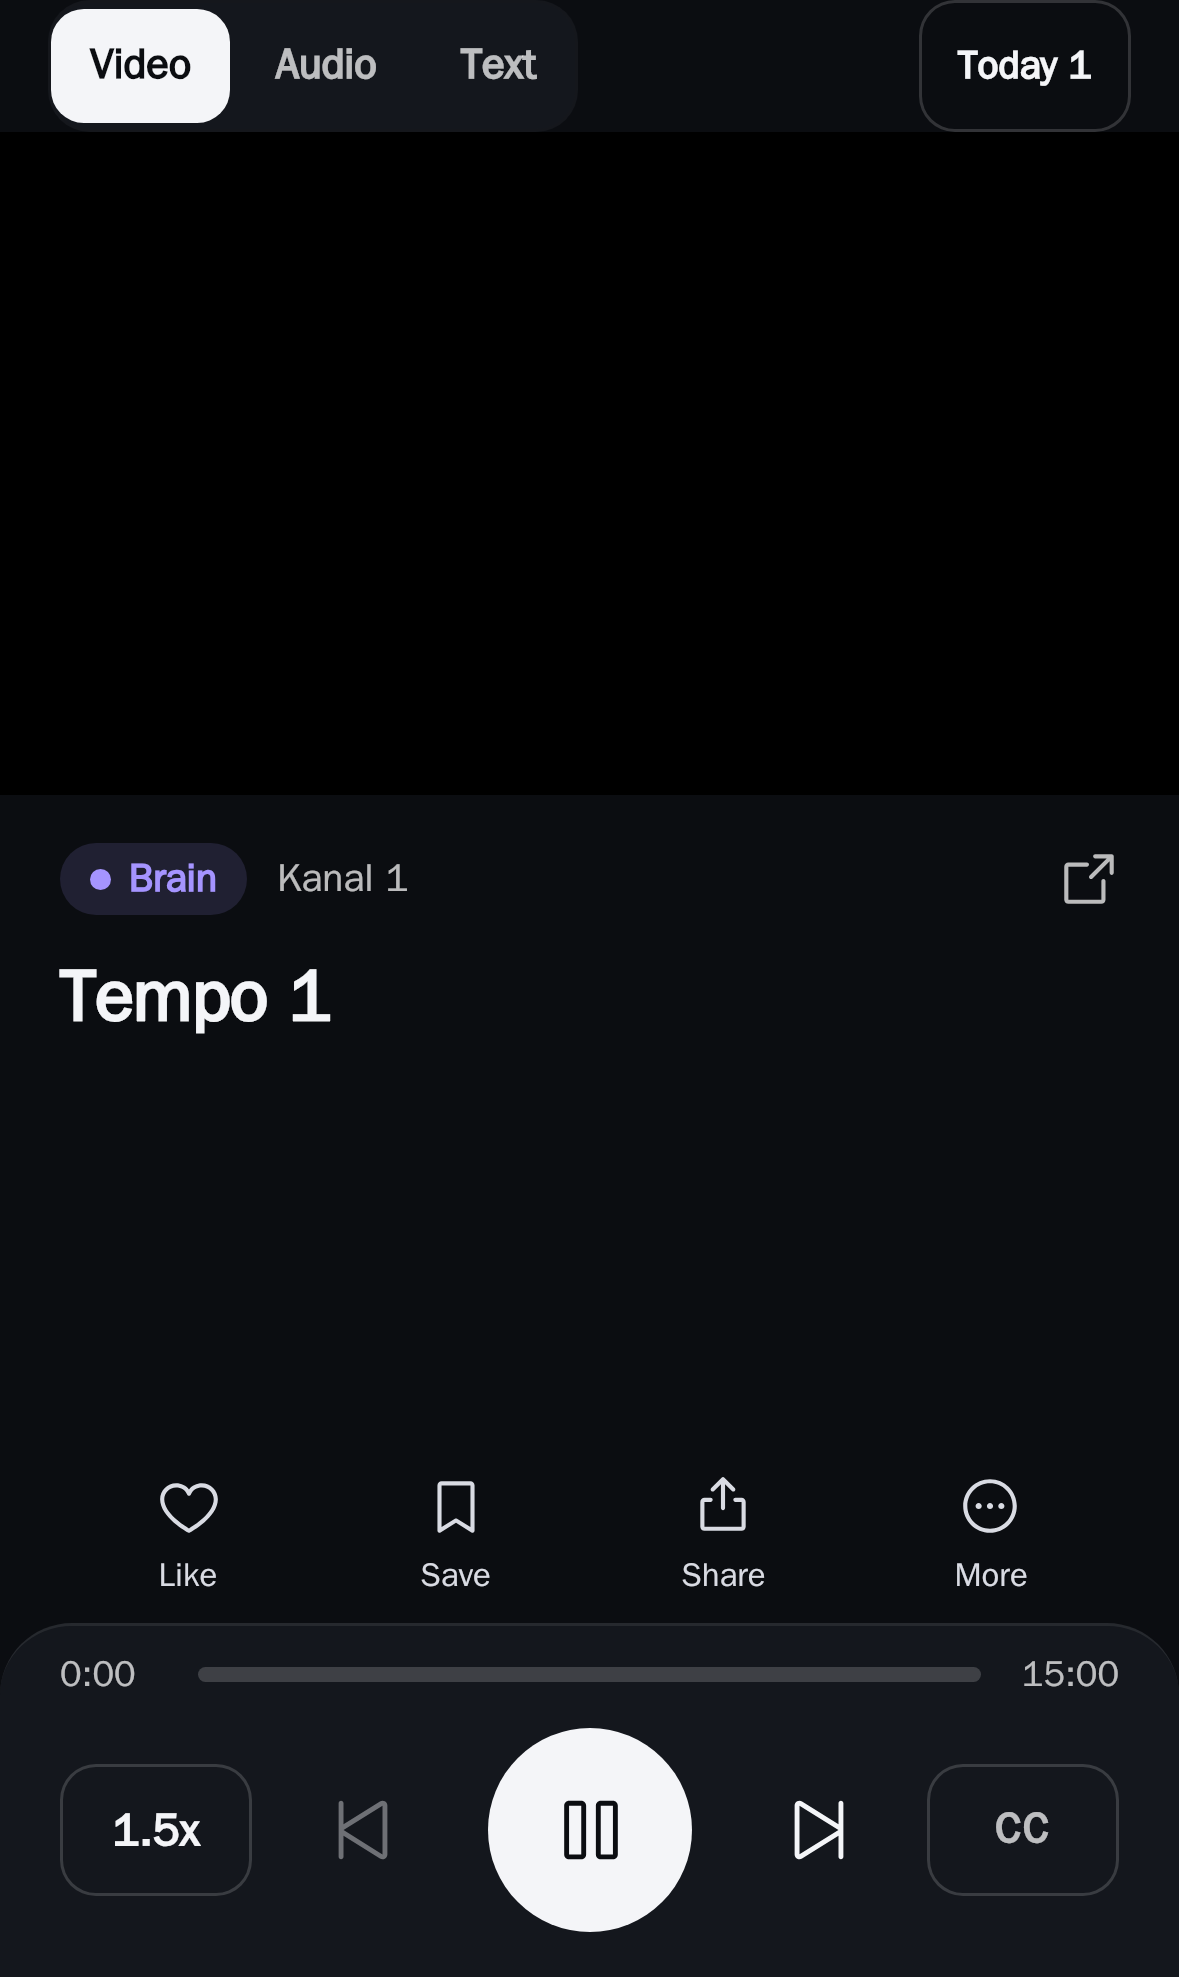 Video Audio Text Today 1
Brain Kanal 1
Tempo 1
Like Save Share More
0:00 15:00
1.5x CC